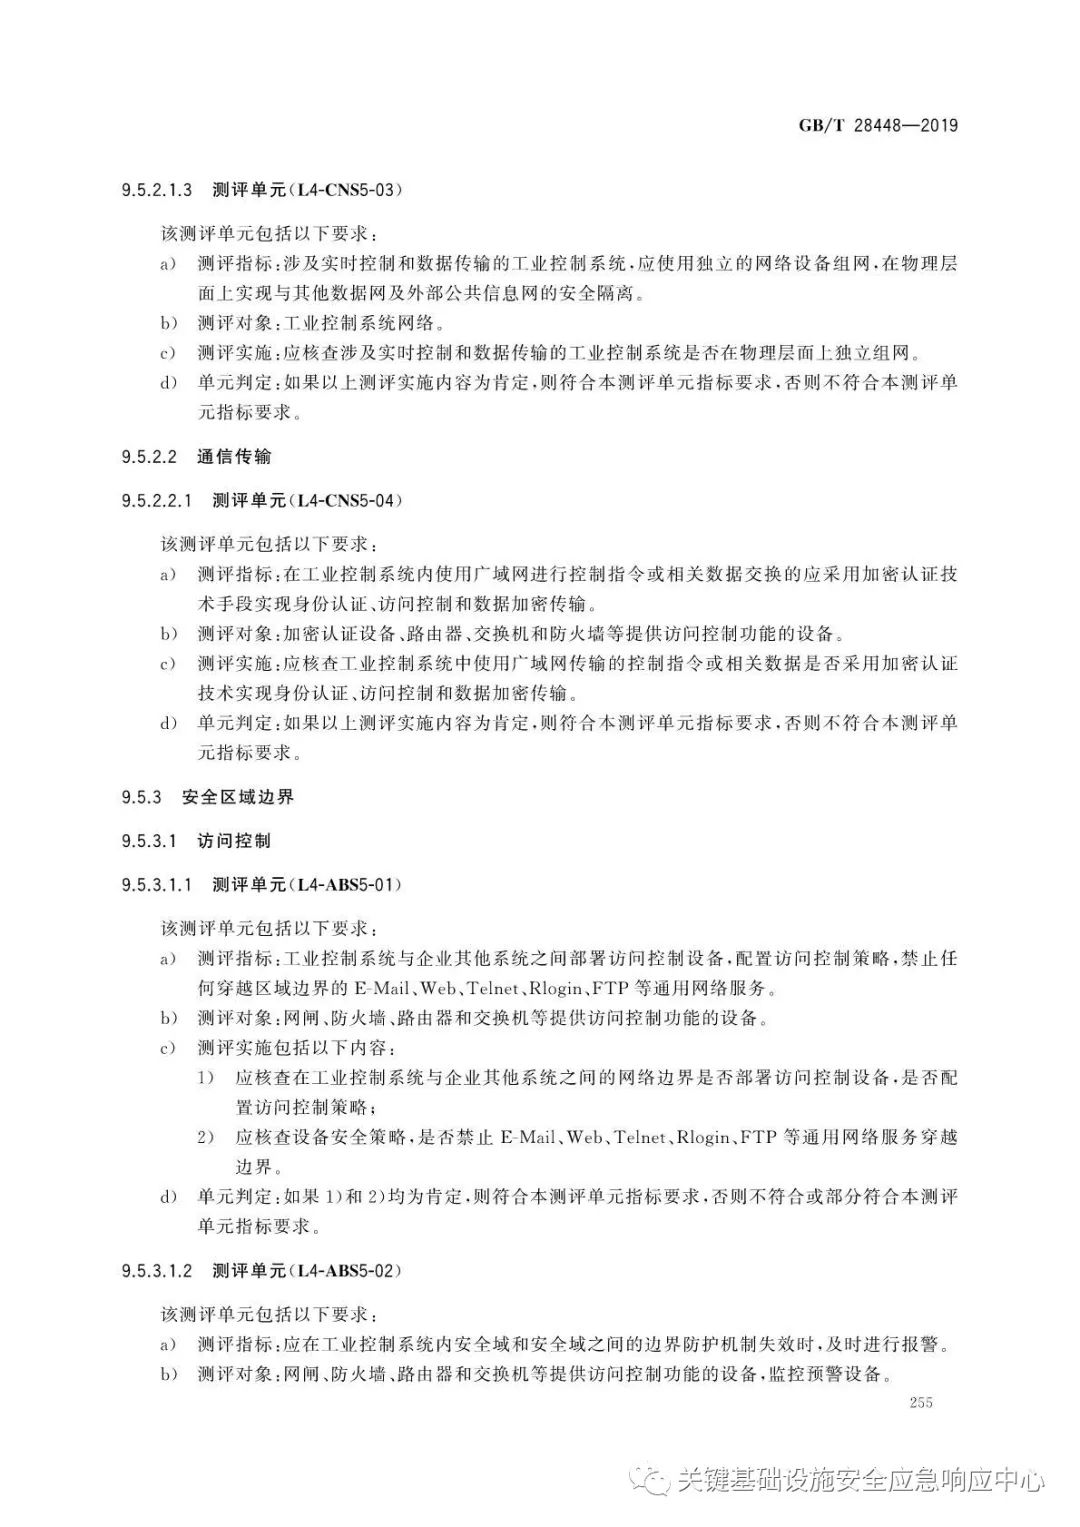 GB/T 28448—2019
9.5.2.1.3 测评单元(L4-CNS5-03)
该测评单元包括以下要求:
a) 测评指标:涉及实时控制和数据传输的工业控制系统,应使用独立的网络设备组网,在物理层
面上实现与其他数据网及外部公共信息网的安全隔离。
b) 测评对象:工业控制系统网络。
c) 测评实施:应核查涉及实时控制和数据传输的工业控制系统是否在物理层面上独立组网。
d) 单元判定:如果以上测评实施内容为肯定,则符合本测评单元指标要求,否则不符合本测评单
元指标要求。
9.5.2.2 通信传输
9.5.2.2.1 测评单元(L4-CNS5-04)
该测评单元包括以下要求:
a) 测评指标:在工业控制系统内使用广域网进行控制指令或相关数据交换的应采用加密认证技
术手段实现身份认证、访问控制和数据加密传输。
b) 测评对象:加密认证设备、路由器、交换机和防火墙等提供访问控制功能的设备。
c) 测评实施:应核查工业控制系统中使用广域网传输的控制指令或相关数据是否采用加密认证
技术实现身份认证、访问控制和数据加密传输。
d) 单元判定:如果以上测评实施内容为肯定,则符合本测评单元指标要求,否则不符合本测评单
元指标要求。
9.5.3 安全区域边界
9.5.3.1 访问控制
9.5.3.1.1 测评单元(L4-ABS5-01)
该测评单元包括以下要求:
a) 测评指标:工业控制系统与企业其他系统之间部署访问控制设备,配置访问控制策略,禁止任
何穿越区域边界的 E-Mail、Web、Telnet、Rlogin、FTP 等通用网络服务。
b) 测评对象:网闸、防火墙、路由器和交换机等提供访问控制功能的设备。
c) 测评实施包括以下内容:
1) 应核查在工业控制系统与企业其他系统之间的网络边界是否部署访问控制设备,是否配
置访问控制策略;
2) 应核查设备安全策略,是否禁止 E-Mail、Web、Telnet、Rlogin、FTP 等通用网络服务穿越
边界。
d) 单元判定:如果 1)和 2)均为肯定,则符合本测评单元指标要求,否则不符合或部分符合本测评
单元指标要求。
9.5.3.1.2 测评单元(L4-ABS5-02)
该测评单元包括以下要求:
a) 测评指标:应在工业控制系统内安全域和安全域之间的边界防护机制失效时,及时进行报警。
b) 测评对象:网闸、防火墙、路由器和交换机等提供访问控制功能的设备,监控预警设备。
255
关键基础设施安全应急响应中心